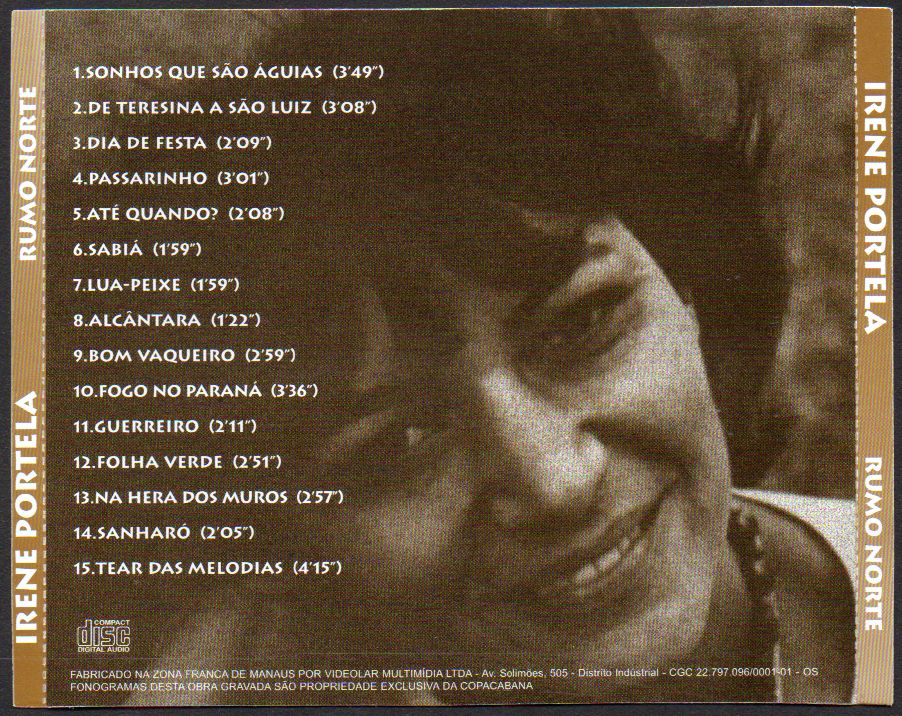 1.SONHOS QUE SÃO ÁGUIAS (3'49")
2.DE TERESINA A SÃO LUIZ (3'08")
3.DIA DE FESTA (2'09")
4.PASSARINHO (3'01")
5.ATÉ QUANDO? (2'08")
6.SABIÁ (1'59")
7.LUA-PEIXE (1'59")
8.ALCÂNTARA (1'22")
9.BOM VAQUEIRO (2'59")
10.FOGO NO PARANÁ (3'36")
11.GUERREIRO (2'11")
12.FOLHA VERDE (2'51")
13.NA HERA DOS MUROS (2'57")
14.SANHARÓ (2'05")
15.TEAR DAS MELODIAS (4'15")
COMPACT
disc
DIGITAL AUDIO
FABRICADO NA ZONA FRANCA DE MANAUS POR VIDEOLAR MULTIMÍDIA LTDA - Av. Solimões, 505 - Distrito Indústrial - CGC 22.797.096/0001-01 - OS
FONOGRAMAS DESTA OBRA GRAVADA SÃO PROPRIEDADE EXCLUSIVA DA COPACABANA
IRENE PORTELA
RUMO NORTE
IRENE PORTELA
RUMO NORTE